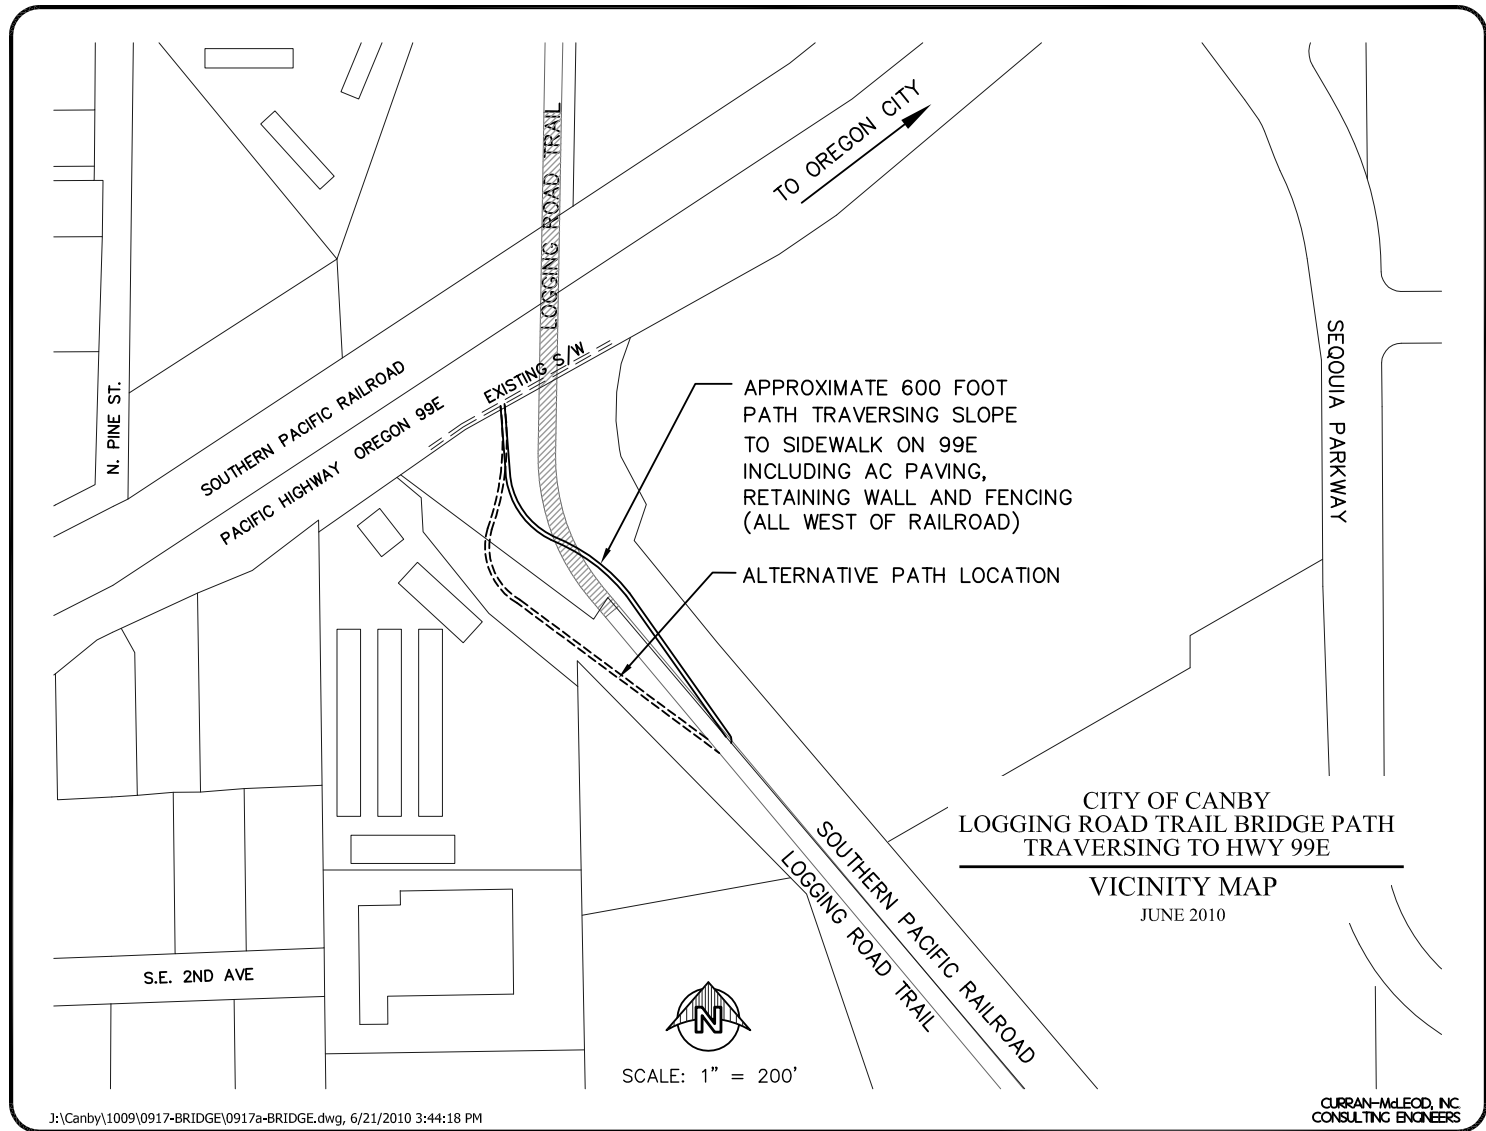 LOGGING ROAD TRAIL
TO OREGON CITY
EXISTING S/W
SOUTHERN PACIFIC RAILROAD
PACIFIC HIGHWAY OREGON 99E
N. PINE ST.
SEQOUIA PARKWAY
APPROXIMATE 600 FOOT
PATH TRAVERSING SLOPE
TO SIDEWALK ON 99E
INCLUDING AC PAVING,
RETAINING WALL AND FENCING
(ALL WEST OF RAILROAD)
ALTERNATIVE PATH LOCATION
CITY OF CANBY
LOGGING ROAD TRAIL BRIDGE PATH
TRAVERSING TO HWY 99E
VICINITY MAP
JUNE 2010
SOUTHERN PACIFIC RAILROAD
LOGGING ROAD TRAIL
S.E. 2ND AVE
N
SCALE: 1" = 200'
J:\Canby\1009\0917-BRIDGE\0917a-BRIDGE.dwg, 6/21/2010 3:44:18 PM
CURRAN-McLEOD, INC.
CONSULTING ENGINEERS